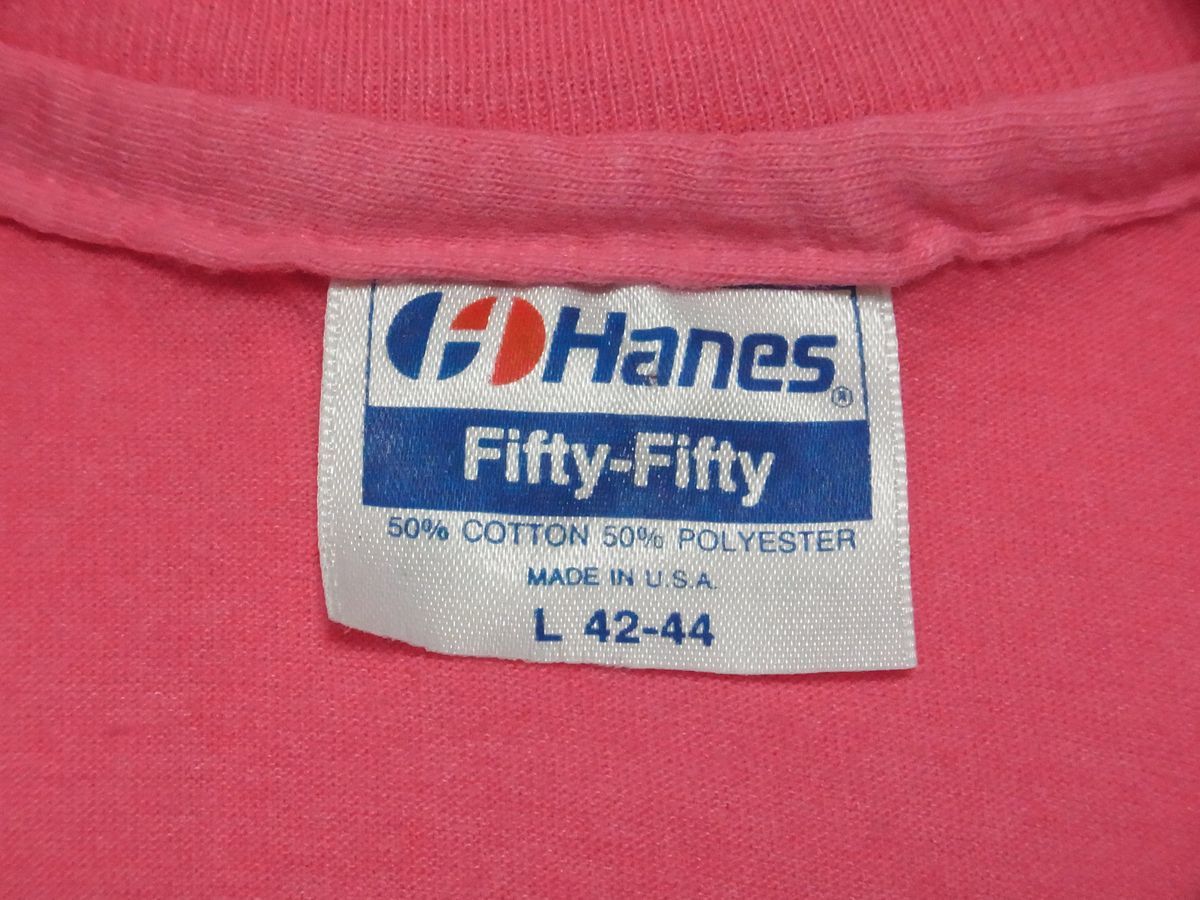 Hanes®
Fifty-Fifty
50% COTTON 50% POLYESTER
MADE IN U.S.A.
L 42-44